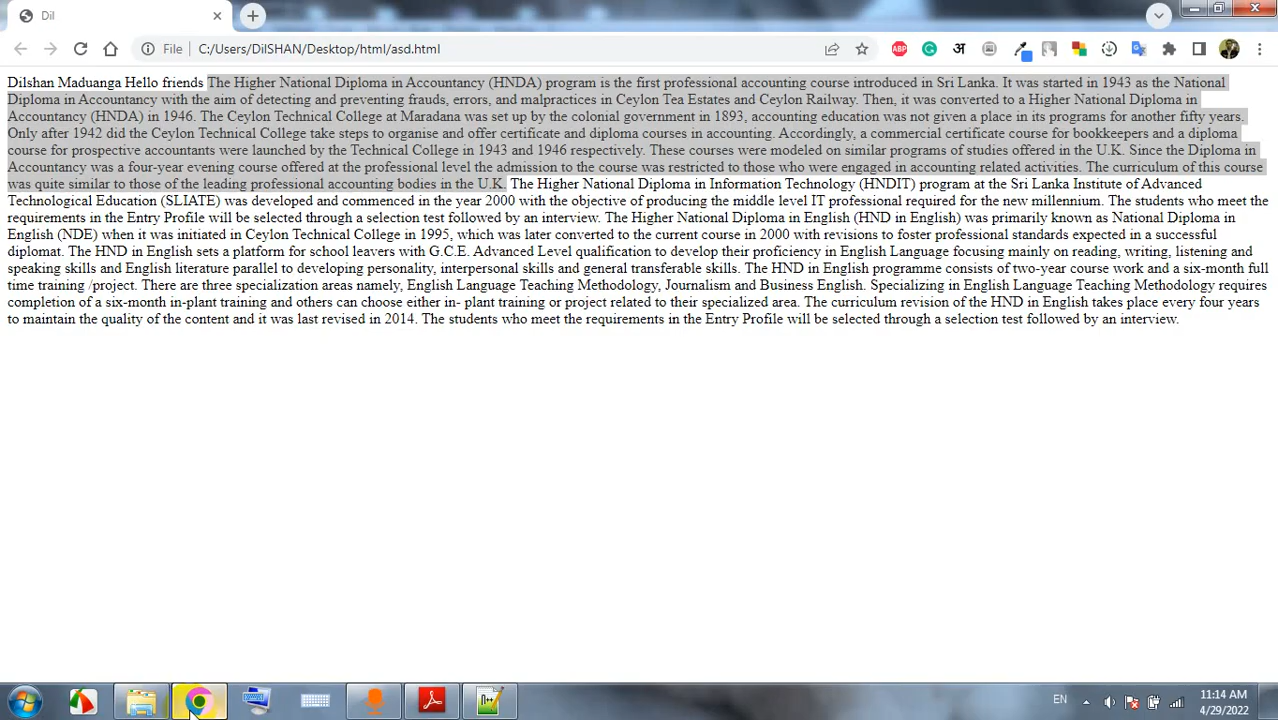 Dil
File
C:/Users/DilSHAN/Desktop/html/asd.html
ABP
Dilshan Maduanga Hello friends The Higher National Diploma in Accountancy (HNDA) program is the first professional accounting course introduced in Sri Lanka. It was started in 1943 as the National
Diploma in Accountancy with the aim of detecting and preventing frauds, errors, and malpractices in Ceylon Tea Estates and Ceylon Railway. Then, it was converted to a Higher National Diploma in
Accountancy (HNDA) in 1946. The Ceylon Technical College at Maradana was set up by the colonial government in 1893, accounting education was not given a place in its programs for another fifty years.
Only after 1942 did the Ceylon Technical College take steps to organise and offer certificate and diploma courses in accounting. Accordingly, a commercial certificate course for bookkeepers and a diploma
course for prospective accountants were launched by the Technical College in 1943 and 1946 respectively. These courses were modeled on similar programs of studies offered in the U.K. Since the Diploma in
Accountancy was a four-year evening course offered at the professional level the admission to the course was restricted to those who were engaged in accounting related activities. The curriculum of this course
was quite similar to those of the leading professional accounting bodies in the U.K. The Higher National Diploma in Information Technology (HNDIT) program at the Sri Lanka Institute of Advanced
Technological Education (SLIATE) was developed and commenced in the year 2000 with the objective of producing the middle level IT professional required for the new millennium. The students who meet the
requirements in the Entry Profile will be selected through a selection test followed by an interview. The Higher National Diploma in English (HND in English) was primarily known as National Diploma in
English (NDE) when it was initiated in Ceylon Technical College in 1995, which was later converted to the current course in 2000 with revisions to foster professional standards expected in a successful
diplomat. The HND in English sets a platform for school leavers with G.C.E. Advanced Level qualification to develop their proficiency in English Language focusing mainly on reading, writing, listening and
speaking skills and English literature parallel to developing personality, interpersonal skills and general transferable skills. The HND in English programme consists of two-year course work and a six-month full
time training /project. There are three specialization areas namely, English Language Teaching Methodology, Journalism and Business English. Specializing in English Language Teaching Methodology requires
completion of a six-month in-plant training and others can choose either in- plant training or project related to their specialized area. The curriculum revision of the HND in English takes place every four years
to maintain the quality of the content and it was last revised in 2014. The students who meet the requirements in the Entry Profile will be selected through a selection test followed by an interview.
EN
11:14 AM
4/29/2022